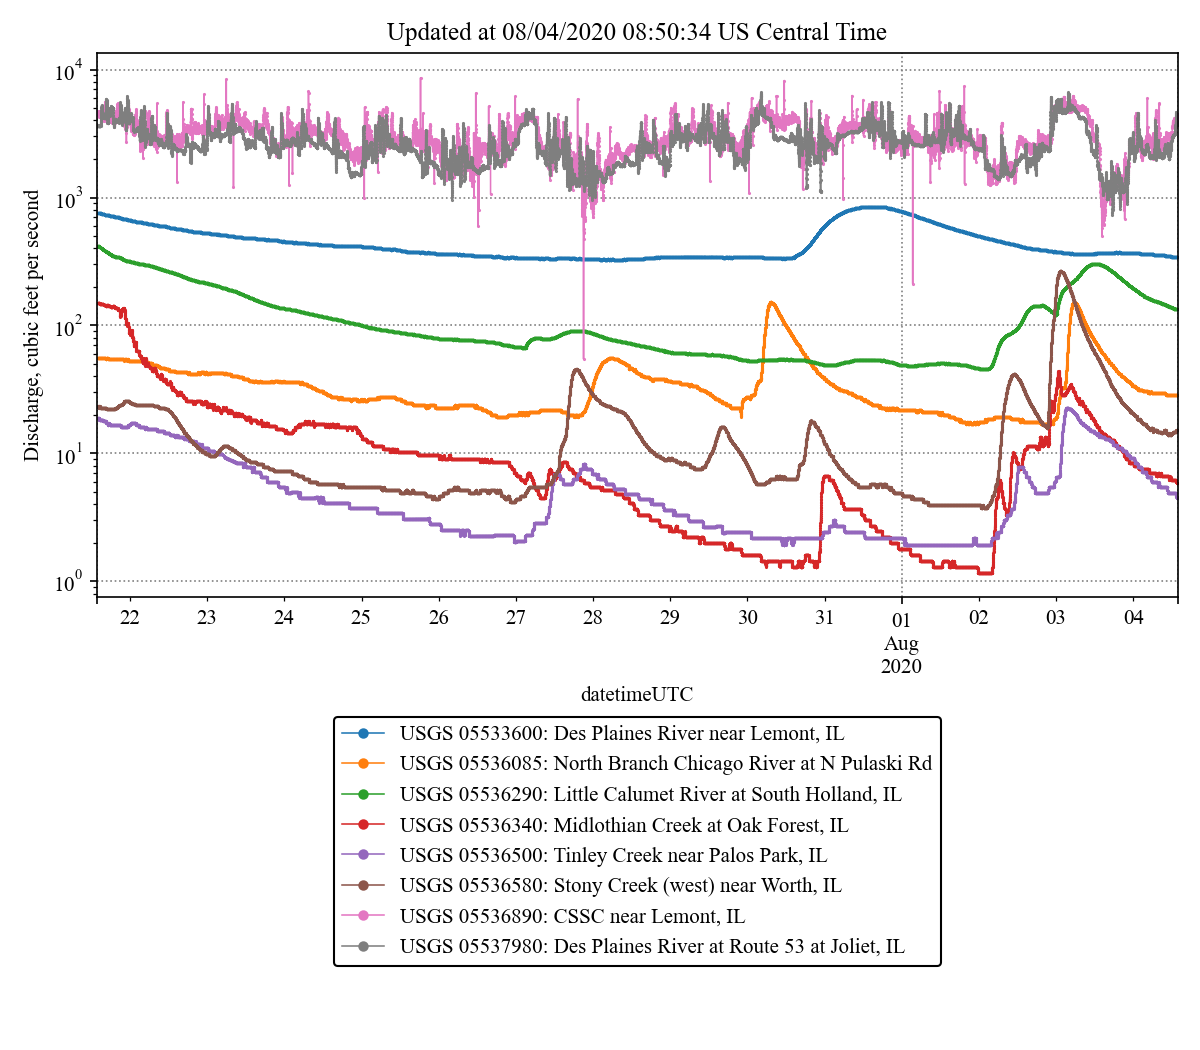 Updated at 08/04/2020 08:50:34 US Central Time
Discharge, cubic feet per second
10^4
10^3
10^2
10^1
10^0
22 23 24 25 26 27 28 29 30 31 01 02 03 04
Aug
2020
datetimeUTC
USGS 05533600: Des Plaines River near Lemont, IL
USGS 05536085: North Branch Chicago River at N Pulaski Rd
USGS 05536290: Little Calumet River at South Holland, IL
USGS 05536340: Midlothian Creek at Oak Forest, IL
USGS 05536500: Tinley Creek near Palos Park, IL
USGS 05536580: Stony Creek (west) near Worth, IL
USGS 05536890: CSSC near Lemont, IL
USGS 05537980: Des Plaines River at Route 53 at Joliet, IL